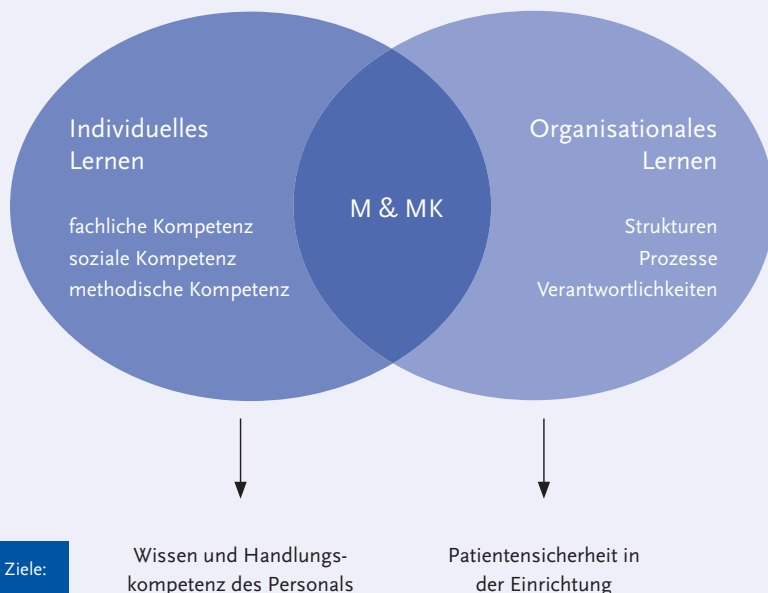 Individuelles
Lernen
fachliche Kompetenz
soziale Kompetenz
methodische Kompetenz
M & MK
Organisationales
Lernen
Strukturen
Prozesse
Verantwortlichkeiten
Ziele:
Wissen und Handlungs-
kompetenz des Personals
Patientensicherheit in
der Einrichtung